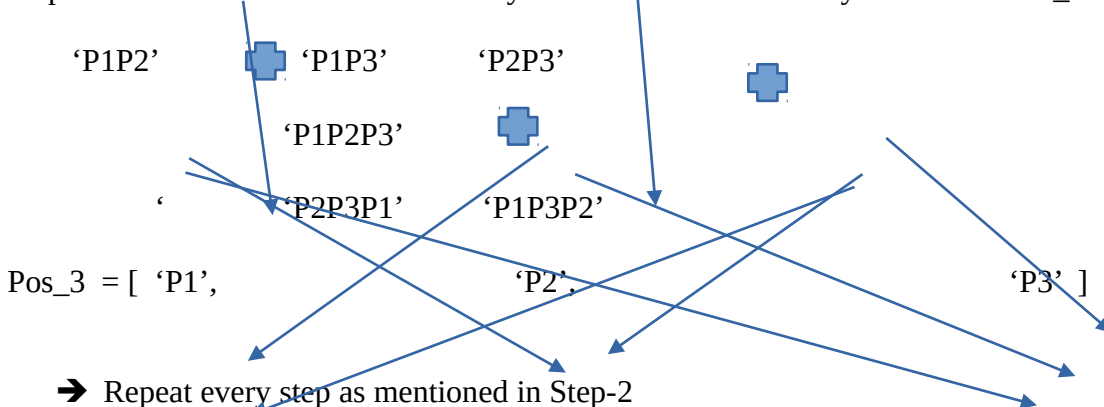 ‘P1P2’ ‘P1P3’ ‘P2P3’
‘P1P2P3’
‘ ‘P2P3P1’ ‘P1P3P2’
Pos_3 = [ ‘P1’, ‘P2’, ‘P3’ ]
➔ Repeat every step as mentioned in Step-2